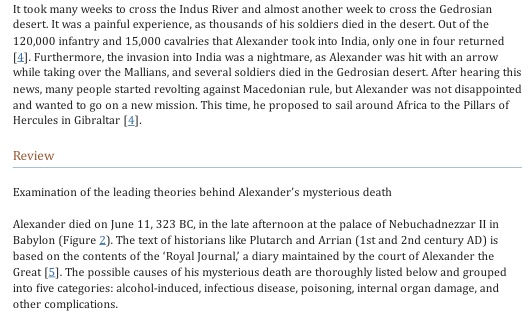 It took many weeks to cross the Indus River and almost another week to cross the Gedrosian
desert. It was a painful experience, as thousands of his soldiers died in the desert. Out of the
120,000 infantry and 15,000 cavalries that Alexander took into India, only one in four returned
[4]. Furthermore, the invasion into India was a nightmare, as Alexander was hit with an arrow
while taking over the Mallians, and several soldiers died in the Gedrosian desert. After hearing this
news, many people started revolting against Macedonian rule, but Alexander was not disappointed
and wanted to go on a new mission. This time, he proposed to sail around Africa to the Pillars of
Hercules in Gibraltar [4].
Review
Examination of the leading theories behind Alexander’s mysterious death
Alexander died on June 11, 323 BC, in the late afternoon at the palace of Nebuchadnezzar II in
Babylon (Figure 2). The text of historians like Plutarch and Arrian (1st and 2nd century AD) is
based on the contents of the ‘Royal Journal,’ a diary maintained by the court of Alexander the
Great [5]. The possible causes of his mysterious death are thoroughly listed below and grouped
into five categories: alcohol-induced, infectious disease, poisoning, internal organ damage, and
other complications.